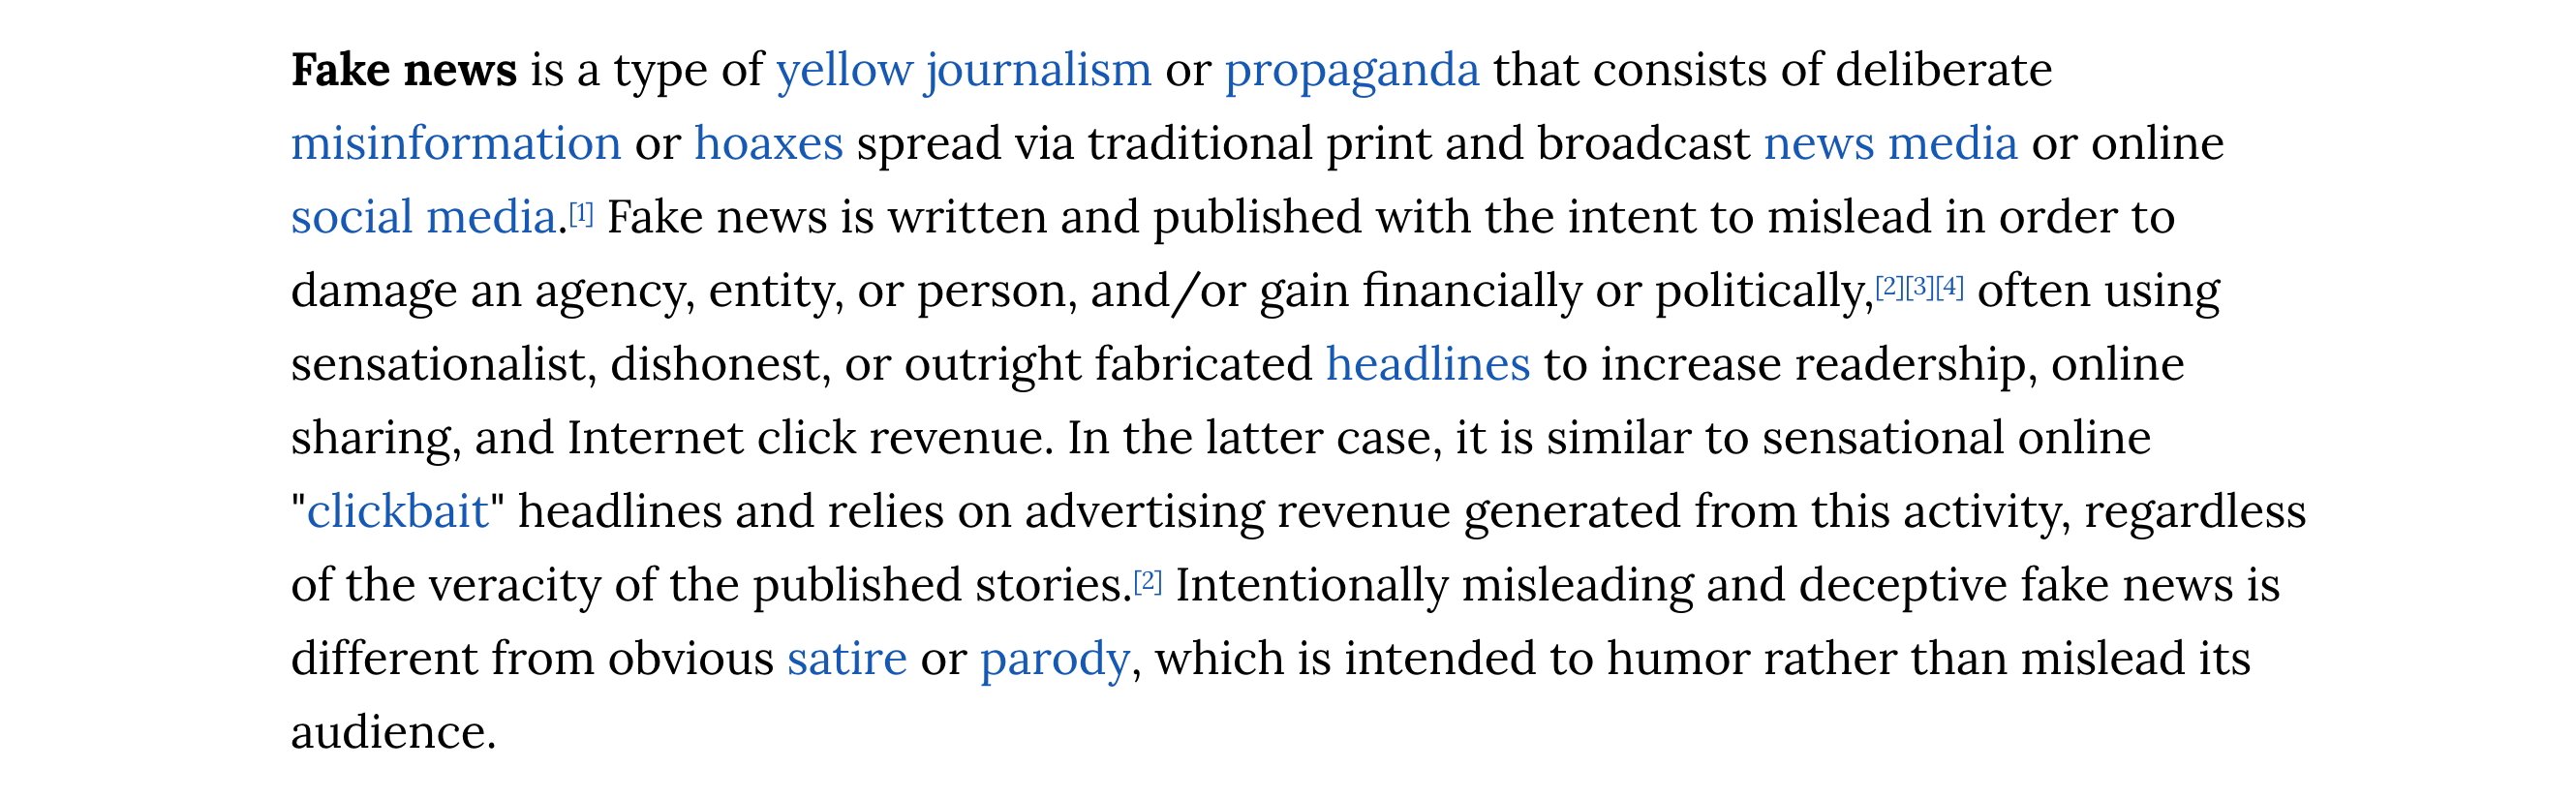 Fake news is a type of yellow journalism or propaganda that consists of deliberate
misinformation or hoaxes spread via traditional print and broadcast news media or online
social media.[1] Fake news is written and published with the intent to mislead in order to
damage an agency, entity, or person, and/or gain financially or politically,[2][3][4] often using
sensationalist, dishonest, or outright fabricated headlines to increase readership, online
sharing, and Internet click revenue. In the latter case, it is similar to sensational online
"clickbait" headlines and relies on advertising revenue generated from this activity, regardless
of the veracity of the published stories.[2] Intentionally misleading and deceptive fake news is
different from obvious satire or parody, which is intended to humor rather than mislead its
audience.